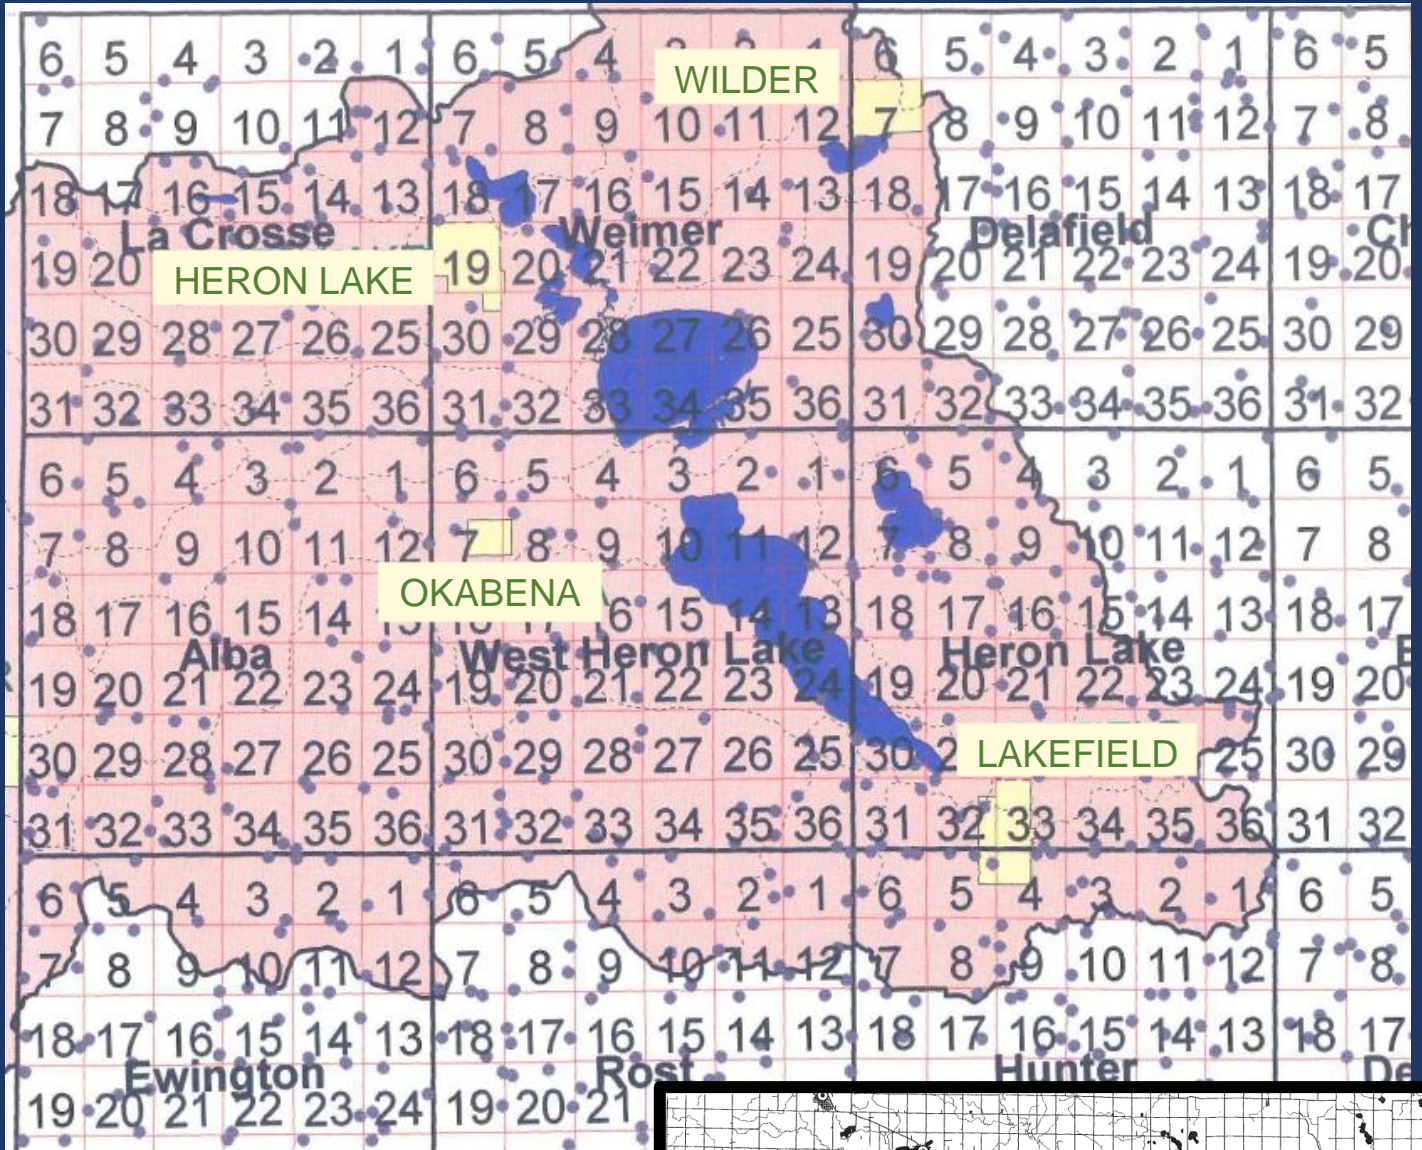 6 5 4 3 2 1 6 5 4 3 2 1 6 5 4 3 2 1 6 5
WILDER
7 8 9 10 11 12 7 8 9 10 11 12 7 8 9 10 11 12 7 8
18 17 16 15 14 13 18 17 16 15 14 13 18 17 16 15 14 13 18 17
La Crosse Weimer Delafield Ch
19 20 HERON LAKE 19 20 21 22 23 24 19 20 21 22 23 24 19 20
30 29 28 27 26 25 30 29 28 27 26 25 30 29 28 27 26 25 30 29
31 32 33 34 35 36 31 32 33 34 35 36 31 32 33 34 35 36 31 32
6 5 4 3 2 1 6 5 4 3 2 1 6 5 4 3 2 1 6 5
7 8 9 10 11 12 7 8 9 10 11 12 7 8 9 10 11 12 7 8
OKABENA
18 17 16 15 14 15 14 13 18 17 16 15 14 13 18 17
Alba West Heron Lake Heron Lake
19 20 21 22 23 24 19 20 21 22 23 24 19 20 21 22 23 24 19 20
30 29 28 27 26 25 30 29 28 27 26 25 30 2 LAKEFIELD 25 30 29
31 32 33 34 35 36 31 32 33 34 35 36 31 32 33 34 35 36 31 32
6 5 4 3 2 1 6 5 4 3 2 1 6 5 4 3 2 1 6 5
7 8 9 10 11 12 7 8 9 10 11 12 7 8 9 10 11 12 7 8
18 17 16 15 14 13 18 17 16 15 14 13 18 17 16 15 14 13 18 17
Ewington Rost Hunter De
19 20 21 22 23 24 19 20 21